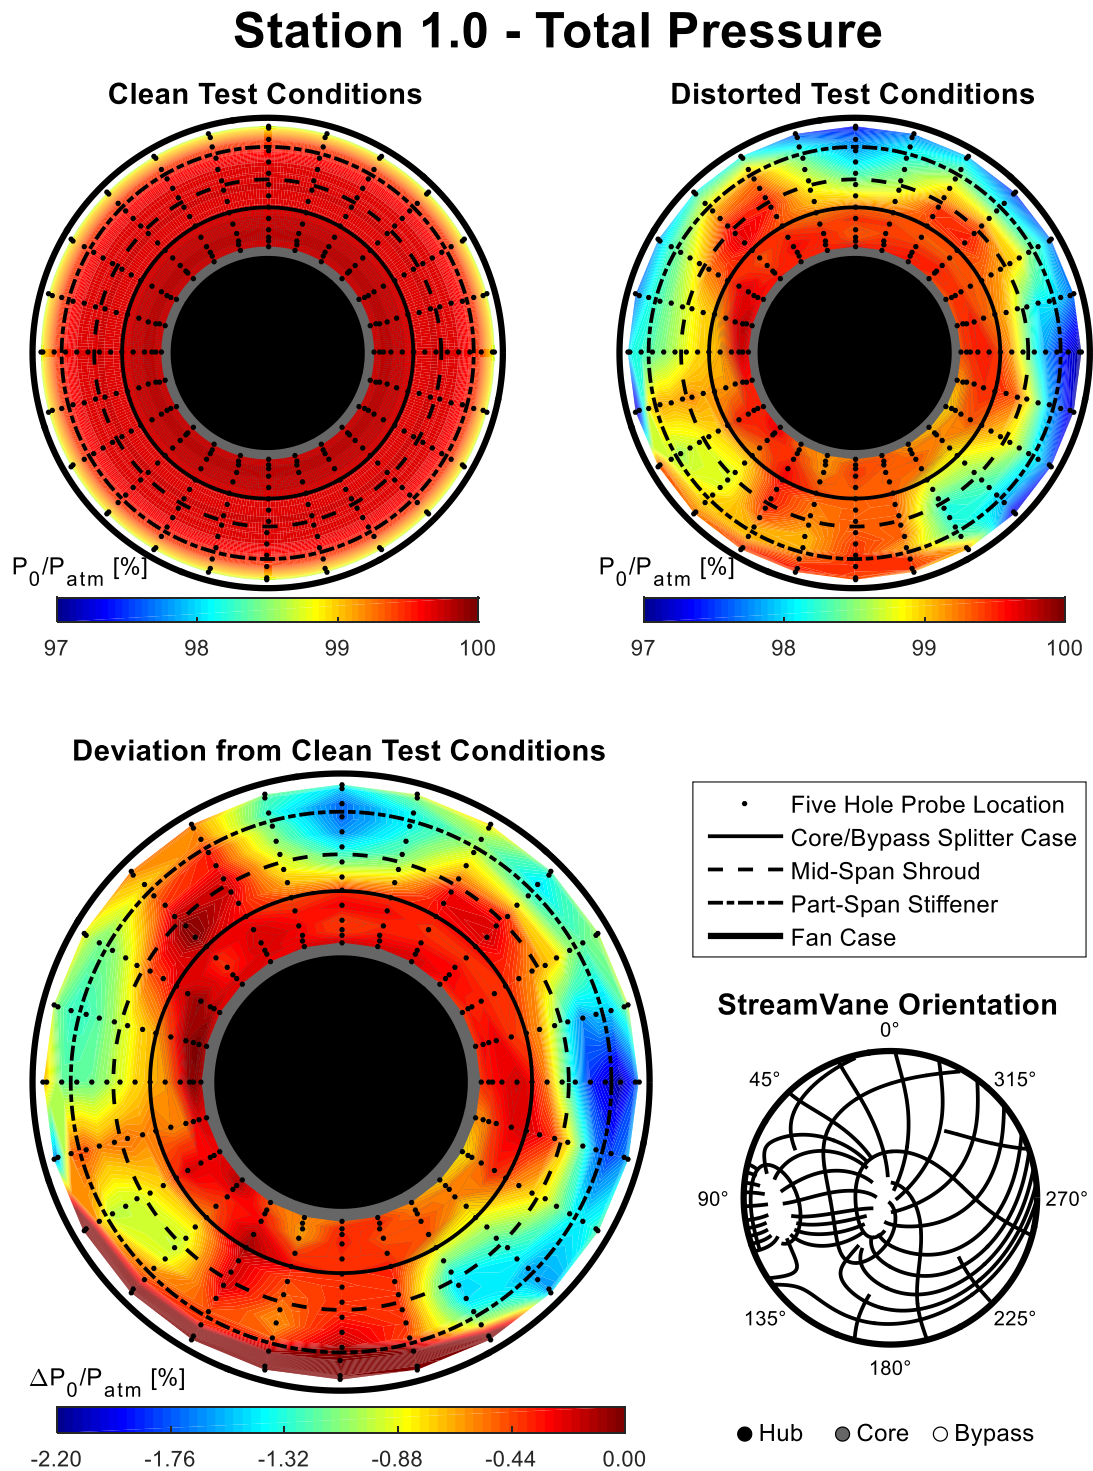 Station 1.0 - Total Pressure
Clean Test Conditions
P0/Patm [%]
97 98 99 100
Distorted Test Conditions
P0/Patm [%]
97 98 99 100
Deviation from Clean Test Conditions
ΔP0/Patm [%]
-2.20 -1.76 -1.32 -0.88 -0.44 0.00
Five Hole Probe Location
Core/Bypass Splitter Case
Mid-Span Shroud
Part-Span Stiffener
Fan Case
StreamVane Orientation
0°
45° 315°
90° 270°
135° 225°
180°
Hub Core Bypass